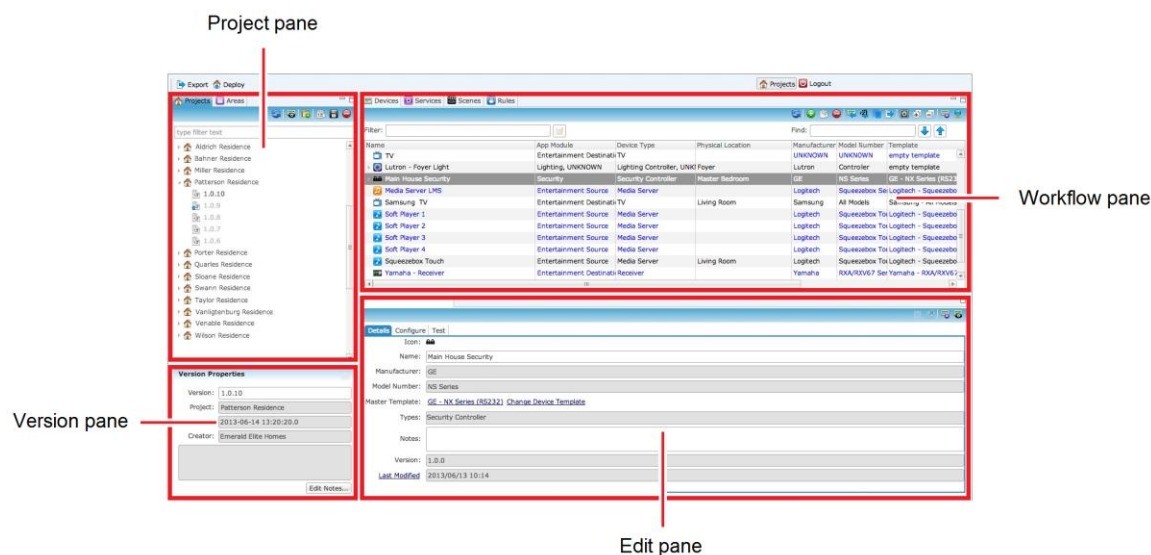 Project pane
Export Deploy
Projects Logout
Projects Areas
Devices Services Scenes Rules
type filter text
Filter:
Find:
Aldrich Residence
Bahner Residence
Miller Residence
Patterson Residence
1.0.10
1.0.9
1.0.8
1.0.7
1.0.6
Porter Residence
Quarles Residence
Sloane Residence
Swann Residence
Taylor Residence
Vanligtenburg Residence
Venable Residence
Wilson Residence
Name App Module Device Type Physical Location Manufacturer Model Number Template
TV Entertainment Destinati TV UNKNOWN UNKNOWN empty template
Lutron - Foyer Light Lighting, UNKNOWN Lighting Controller, UNK Foyer Lutron Controller empty template
Main House Security Security Security Controller Master Bedroom GE NS Series GE - NX Series (RS23
Media Server LMS Entertainment Source Media Server Logitech Squeezebox Se Logitech - Squeezebo
Samsung TV Entertainment Destinati TV Living Room Samsung All Models Samsung - All Models
Soft Player 1 Entertainment Source Media Server Logitech Squeezebox To Logitech - Squeezebo
Soft Player 2 Entertainment Source Media Server Logitech Squeezebox To Logitech - Squeezebo
Soft Player 3 Entertainment Source Media Server Logitech Squeezebox To Logitech - Squeezebo
Soft Player 4 Entertainment Source Media Server Logitech Squeezebox To Logitech - Squeezebo
Squeezebox Touch Entertainment Source Media Server Living Room Logitech Squeezebox To Logitech - Squeezebo
Yamaha - Receiver Entertainment Destinati Receiver Yamaha RXA/RXV67 Ser Yamaha - RXA/RXV67
Workflow pane
Version Properties
Version: 1.0.10
Project: Patterson Residence
2013-06-14 13:20:20.0
Creator: Emerald Elite Homes
Edit Notes...
Version pane
Details Configure Test
Icon:
Name: Main House Security
Manufacturer: GE
Model Number: NS Series
Master Template: GE - NX Series (RS232) Change Device Template
Types: Security Controller
Notes:
Version: 1.0.0
Last Modified 2013/06/13 10:14
Edit pane